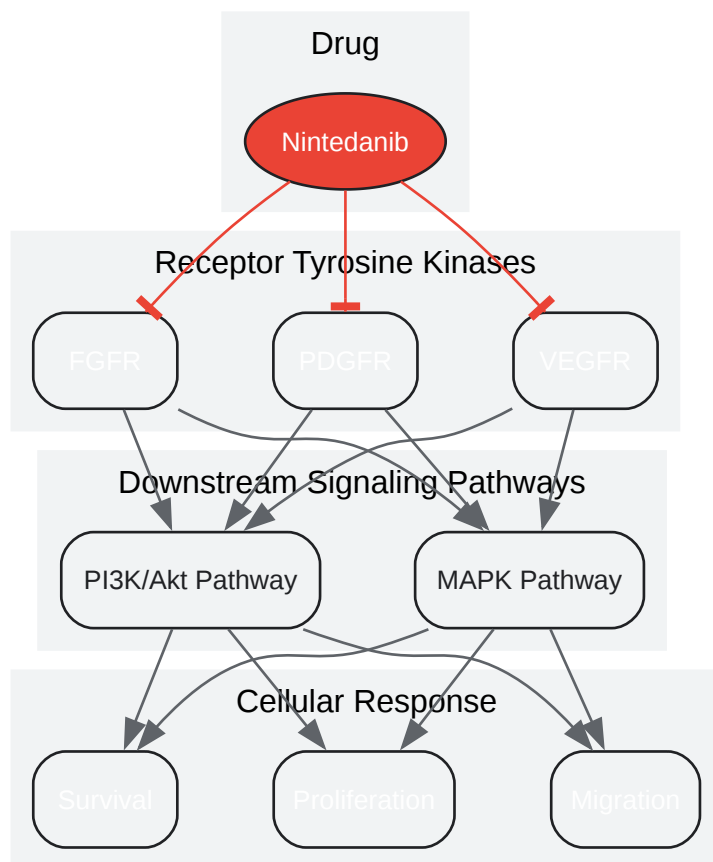 Drug
Nintedanib
Receptor Tyrosine Kinases
FGFR
PDGFR
VEGFR
Downstream Signaling Pathways
PI3K/Akt Pathway
MAPK Pathway
Cellular Response
Survival
Proliferation
Migration